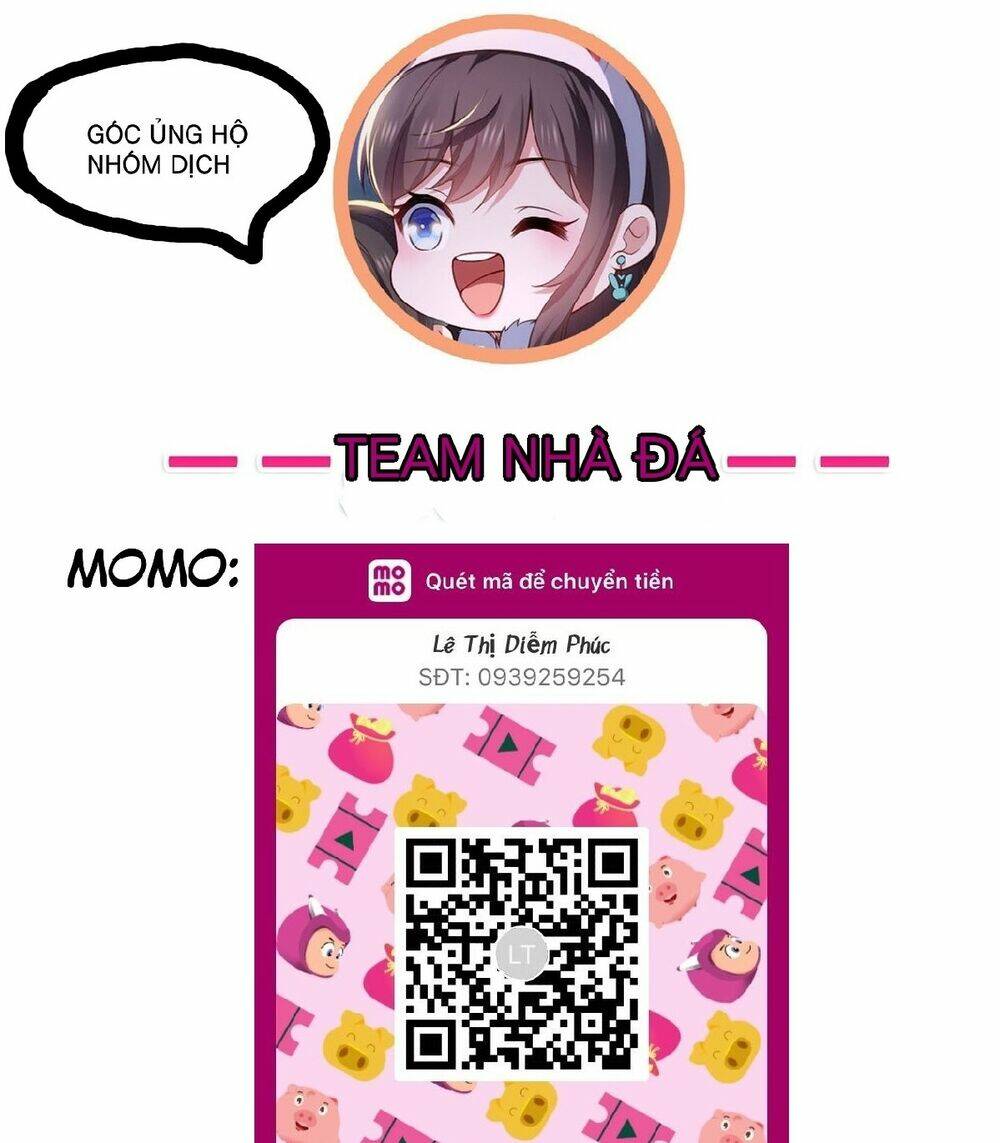 GÓC ỦNG HỘ
NHÓM DỊCH
TEAM NHÀ ĐÁ
MOMO:
mo
mo
Quét mã để chuyển tiền
Lê Thị Diễm Phúc
SĐT: 0939259254
LT